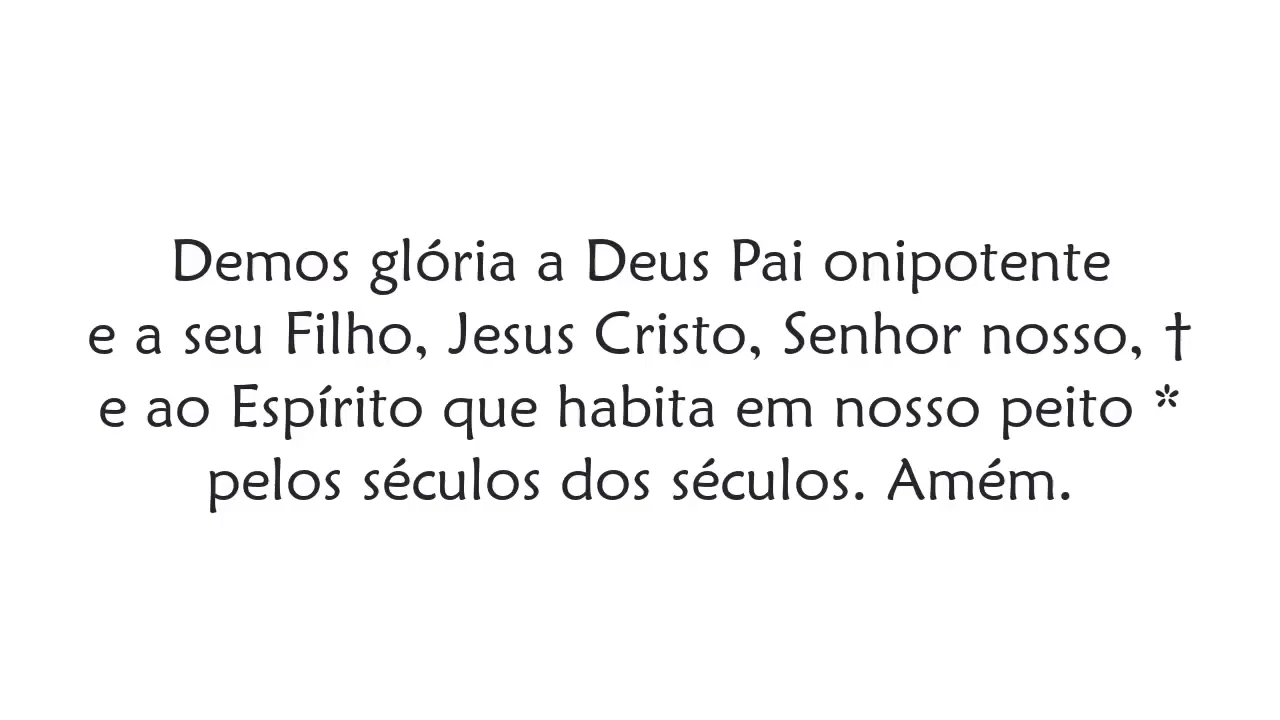 Demos glória a Deus Pai onipotente
e a seu Filho, Jesus Cristo, Senhor nosso, †
e ao Espírito que habita em nosso peito *
pelos séculos dos séculos. Amém.